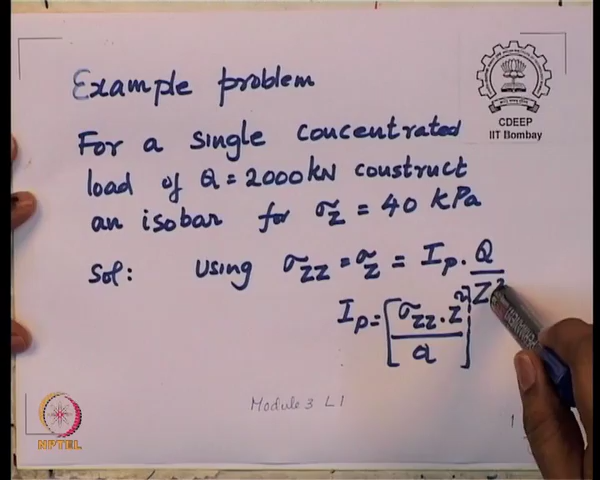 Example problem
CDEEP
IIT Bombay
For a single concentrated
load of Q = 2000 kN construct
an isobar for σz = 40 kPa
Sol: Using σzz = σz = Ip . Q / Z²
Ip = [σzz . z² / Q]
Module 3 L1
1
NPTEL